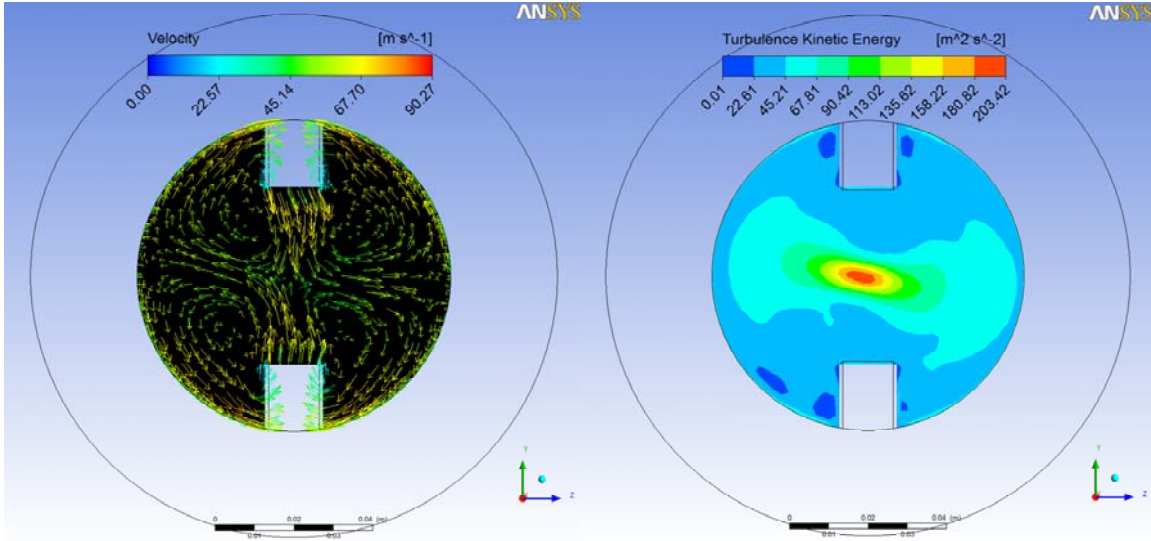 ANSYS
Velocity [m s^-1]
0.00 22.57 45.14 67.70 90.27
Y
Z
0 0.02 0.04 (m)
0.01 0.03
ANSYS
Turbulence Kinetic Energy [m^2 s^-2]
0.01 22.61 45.21 67.81 90.42 113.02 135.62 158.22 180.82 203.42
Y
Z
0 0.02 0.04 (m)
0.01 0.03